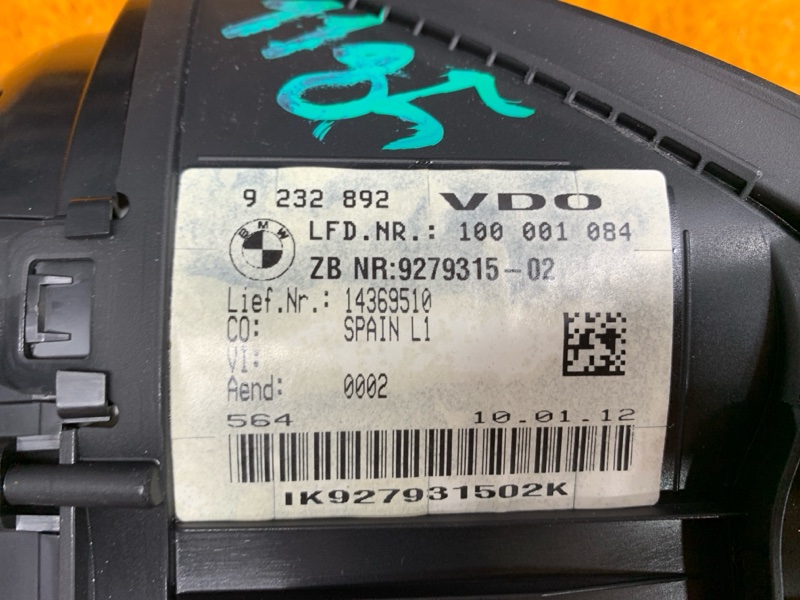 9 232 892 VDO
BMW
LFD.NR.: 100 001 084
ZB NR:9279315-02
Lief.Nr.: 14369510
CO: SPAIN L1
VI:
Aend: 0002
564 10.01.12
IK927931502K